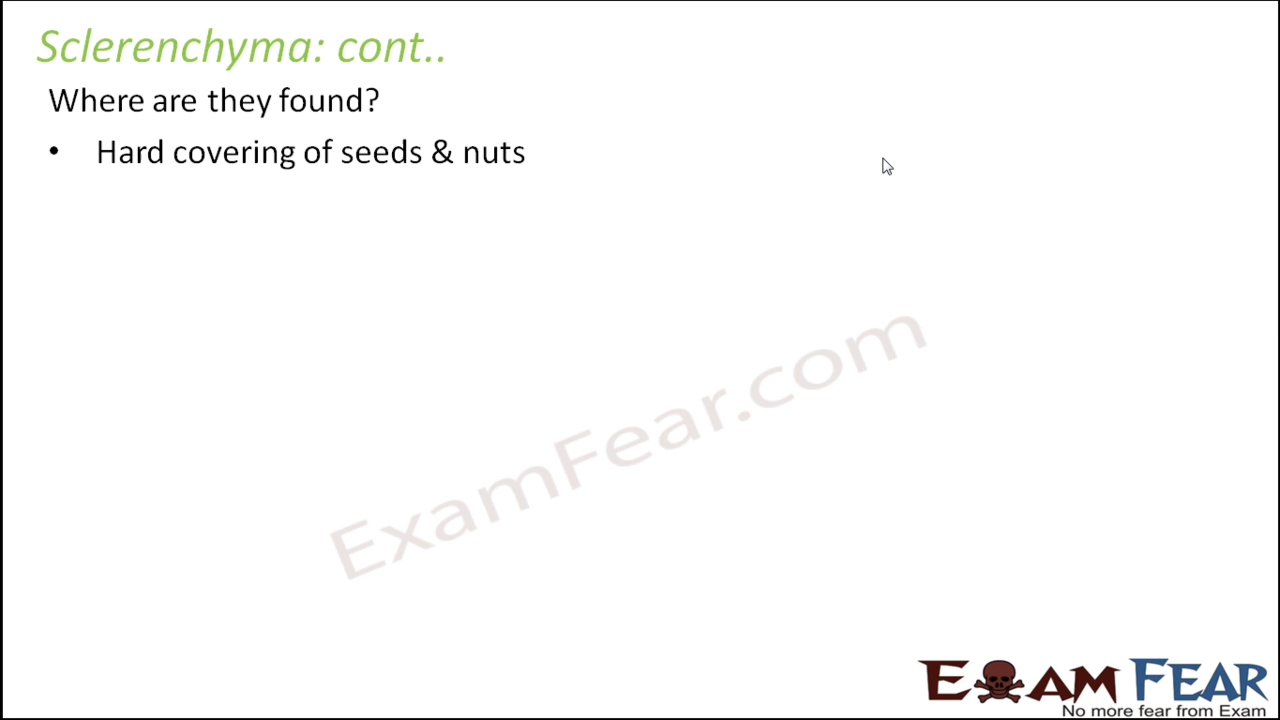 Sclerenchyma: cont..
Where are they found?
• Hard covering of seeds & nuts
ExamFear.com
EXAM FEAR
No more fear from Exam